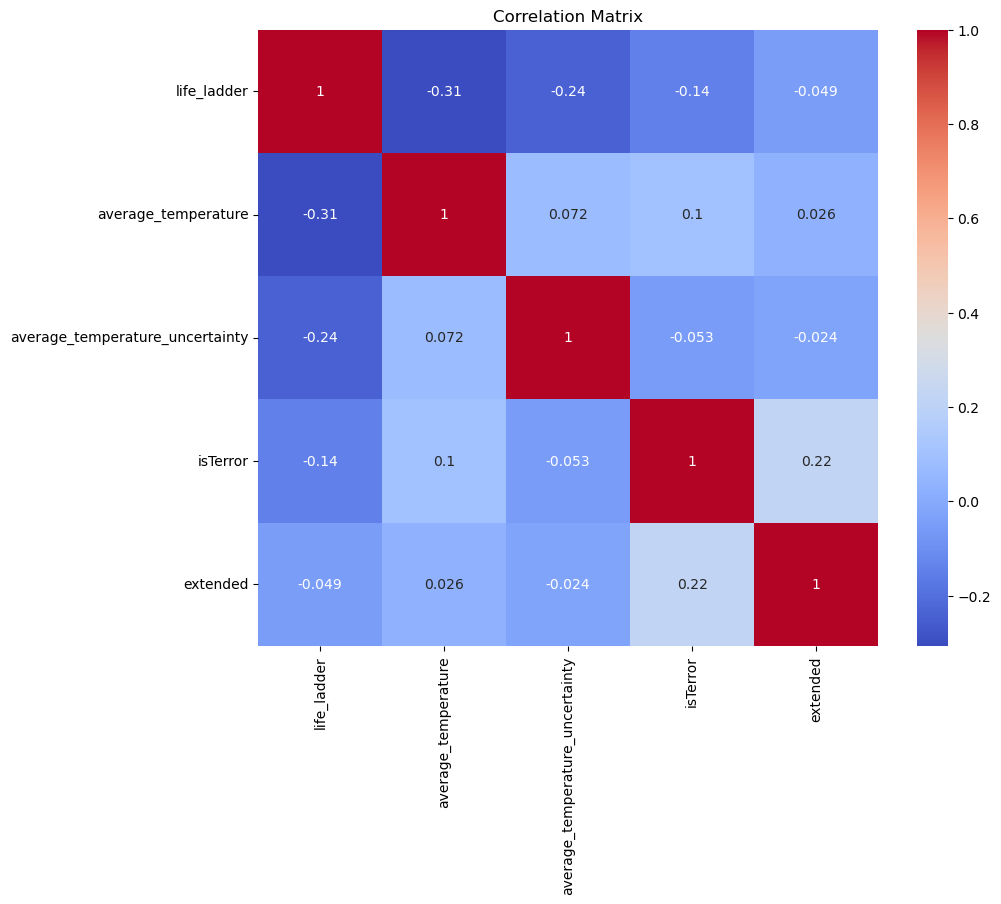 Correlation Matrix
life_ladder 1 -0.31 -0.24 -0.14 -0.049
average_temperature -0.31 1 0.072 0.1 0.026
average_temperature_uncertainty -0.24 0.072 1 -0.053 -0.024
isTerror -0.14 0.1 -0.053 1 0.22
extended -0.049 0.026 -0.024 0.22 1
life_ladder
average_temperature
average_temperature_uncertainty
isTerror
extended
1.0
0.8
0.6
0.4
0.2
0.0
−0.2